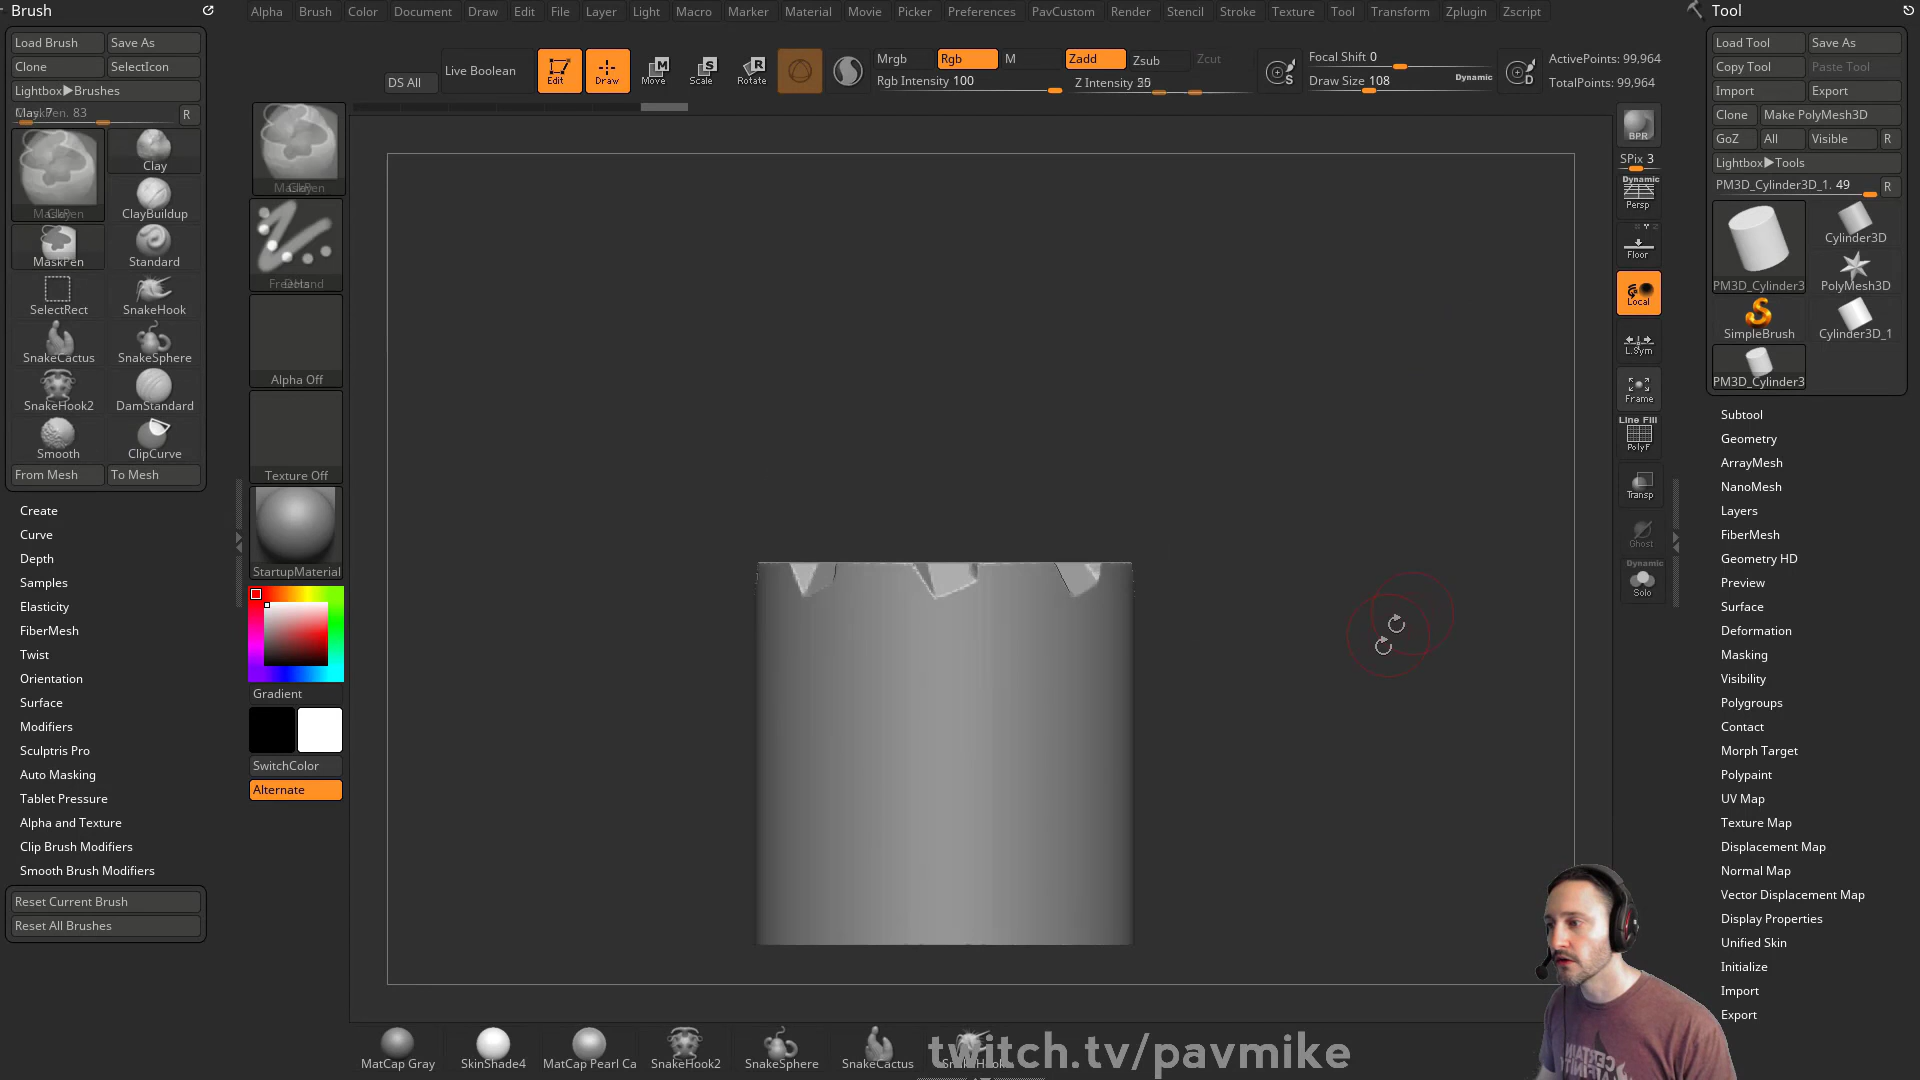 Brush
Alpha Brush Color Document Draw Edit File Layer Light Macro Marker Material Movie Picker Preferences PavCustom Render Stencil Stroke Texture Tool Transform Zplugin Zscript
Tool
Load Brush Save As
Clone SelectIcon
Lightbox▶Brushes
R
Clay
ClayBuildup
MaskPen Standard
SelectRect SnakeHook
SnakeCactus SnakeSphere
SnakeHook2 DamStandard
Smooth ClipCurve
From Mesh To Mesh
Create
Curve
Depth
Samples
Elasticity
FiberMesh
Twist
Orientation
Surface
Modifiers
Sculptris Pro
Auto Masking
Tablet Pressure
Alpha and Texture
Clip Brush Modifiers
Smooth Brush Modifiers
Reset Current Brush
Reset All Brushes
DS All
Live Boolean
Edit
Draw
Move
Scale
Rotate
Mrgb Rgb M
Rgb Intensity 100
Zadd Zsub Zcut
Z Intensity
Focal Shift 0
Draw Size 108
Dynamic
ActivePoints: 99,964
TotalPoints: 99,964
Alpha Off
Texture Off
StartupMaterial
Gradient
SwitchColor
Alternate
BPR
SPix 3
Dynamic
Persp
Floor
Local
L.Sym
Frame
Line Fill
PolyF
Transp
Ghost
Dynamic
Solo
Load Tool Save As
Copy Tool Paste Tool
Import Export
Clone Make PolyMesh3D
GoZ All Visible R
Lightbox▶Tools
PM3D_Cylinder3D_1. 49 R
PM3D_Cylinder3
Cylinder3D
PolyMesh3D
SimpleBrush Cylinder3D_1
PM3D_Cylinder3
Subtool
Geometry
ArrayMesh
NanoMesh
Layers
FiberMesh
Geometry HD
Preview
Surface
Deformation
Masking
Visibility
Polygroups
Contact
Morph Target
Polypaint
UV Map
Texture Map
Displacement Map
Normal Map
Vector Displacement Map
Display Properties
Unified Skin
Initialize
Import
Export
MatCap Gray SkinShade4 MatCap Pearl Ca SnakeHook2 SnakeSphere SnakeCactus
twitch.tv/pavmike
CERTAIN
AFFINITY